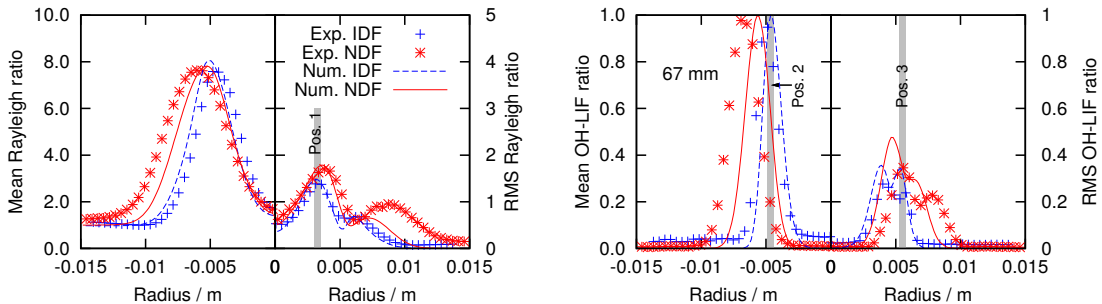 Mean Rayleigh ratio
10.0
8.0
6.0
4.0
2.0
0.0
-0.015
-0.01
-0.005
0
0.005
0.01
0.015
Radius / m
Radius / m
5
4
3
2
1
0
RMS Rayleigh ratio
Exp. IDF
Exp. NDF
Num. IDF
Num. NDF
Pos. 1
Mean OH-LIF ratio
1.0
0.8
0.6
0.4
0.2
0.0
-0.015
-0.01
-0.005
0
0.005
0.01
0.015
Radius / m
Radius / m
1
0.8
0.6
0.4
0.2
0
RMS OH-LIF ratio
67 mm
Pos. 2
Pos. 3